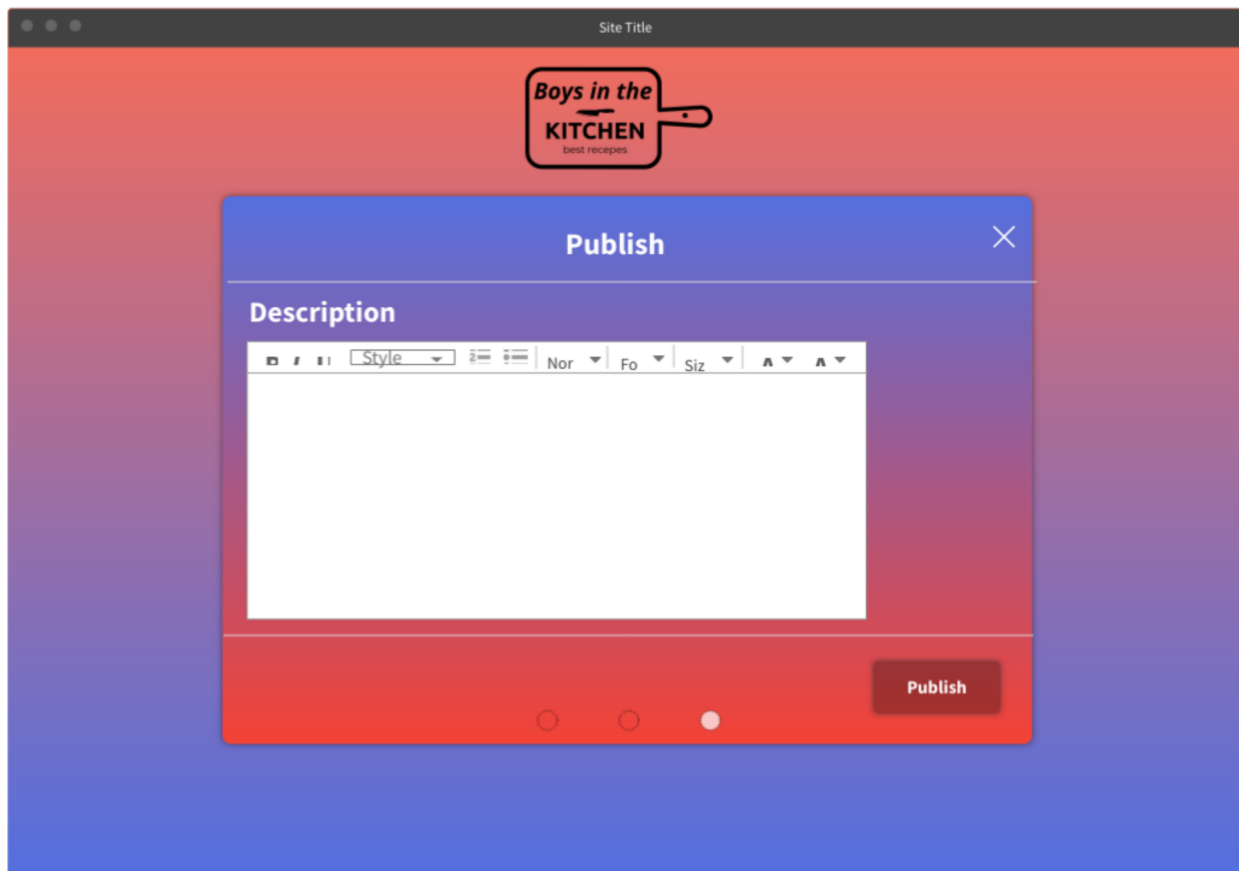 Site Title
Boys in the
KITCHEN
best recepes
Publish
Description
B I U Style Nor Fo Siz A A
Publish